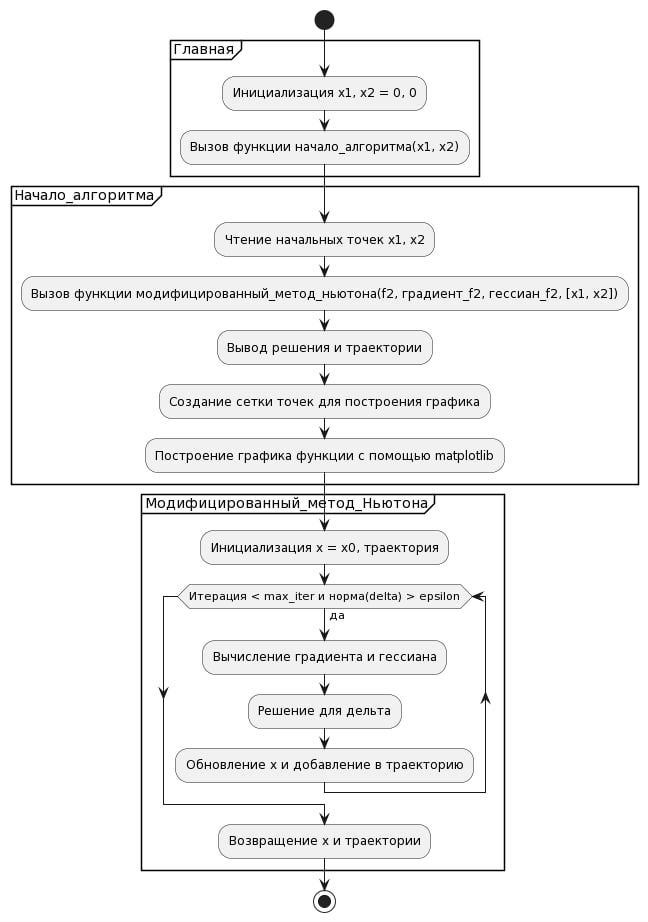 Главная
Инициализация x1, x2 = 0, 0
Вызов функции начало_алгоритма(x1, x2)
Начало_алгоритма
Чтение начальных точек x1, x2
Вызов функции модифицированный_метод_ньютона(f2, градиент_f2, гессиан_f2, [x1, x2])
Вывод решения и траектории
Создание сетки точек для построения графика
Построение графика функции с помощью matplotlib
Модифицированный_метод_Ньютона
Инициализация x = x0, траектория
Итерация < max_iter и норма(delta) > epsilon
да
Вычисление градиента и гессиана
Решение для дельта
Обновление x и добавление в траекторию
Возвращение x и траектории